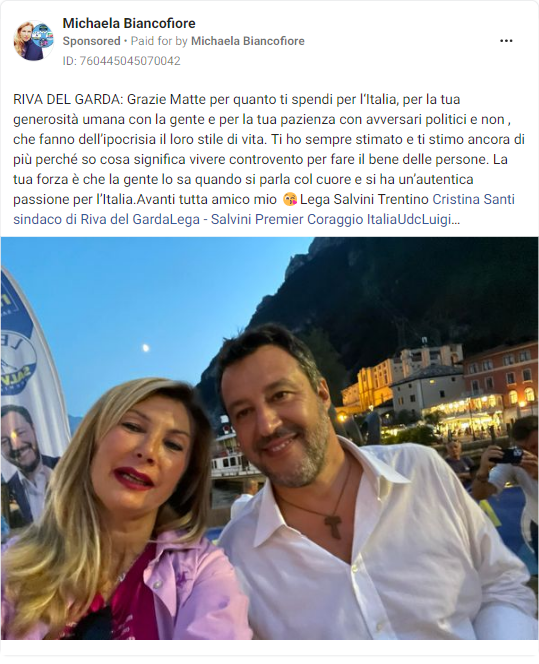 Michaela Biancofiore
Sponsored • Paid for by Michaela Biancofiore
ID: 760445045070042
RIVA DEL GARDA: Grazie Matte per quanto ti spendi per l'Italia, per la tua
generosità umana con la gente e per la tua pazienza con avversari politici e non ,
che fanno dell'ipocrisia il loro stile di vita. Ti ho sempre stimato e ti stimo ancora di
più perché so cosa significa vivere controvento per fare il bene delle persone. La
tua forza è che la gente lo sa quando si parla col cuore e si ha un'autentica
passione per l'Italia.Avanti tutta amico mio 😘 Lega Salvini Trentino Cristina Santi
sindaco di Riva del GardaLega - Salvini Premier Coraggio ItaliaUdcLuigi...